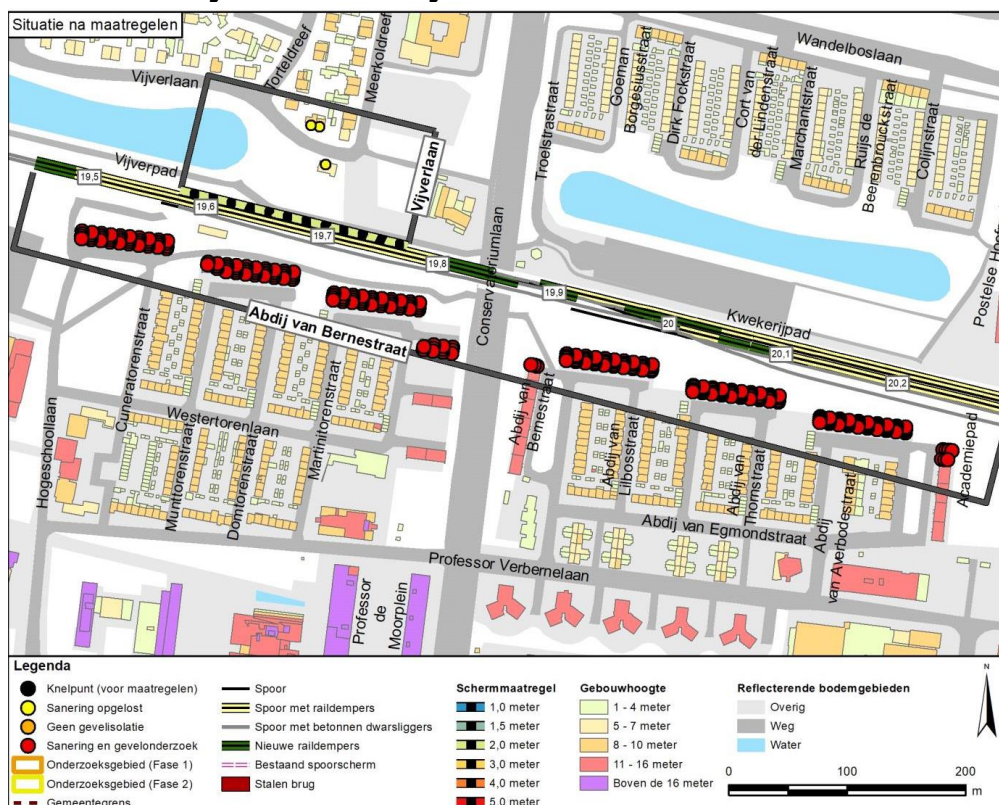 Situatie na maatregelen
Vijverlaan
Torteldreef
Meerkoldreef
Wandelboslaan
Goeman
Borgesiusstraat
Troelstrastraat
Dirk Fockstraat
Cort van
der Lindenstraat
Marchantstraat
Ruijs de
Beerenbrouckstraat
Colijnstraat
Vijverpad
Vijverlaan
19,5
19,6
19,7
19,8
19,9
20
20,1
20,2
Conservatoriumlaan
Kwekerijpad
Postelse Hoefl
Abdij van Bernestraat
Cuneratorenstraat
Westertorenlaan
Martinitorenstraat
Munttorenstraat
Domtorenstraat
Hogeschoollaan
Abdij van
Bernestraat
Abdij van
Lilbosstraat
Abdij van
Thornstraat
Abdij
van Averbodestraat
Academiepad
Abdij van Egmondstraat
Professor Verbernelaan
Professor
de
Moorplein
Legenda
Knelpunt (voor maatregelen)
Sanering opgelost
Geen gevelisolatie
Sanering en gevelonderzoek
Onderzoeksgebied (Fase 1)
Onderzoeksgebied (Fase 2)
Gemeentegrens
Spoor
Spoor met raildempers
Spoor met betonnen dwarsliggers
Nieuwe raildempers
Bestaand spoorscherm
Stalen brug
Schermmaatregel
1,0 meter
1,5 meter
2,0 meter
3,0 meter
4,0 meter
5,0 meter
Gebouwhoogte
1 - 4 meter
5 - 7 meter
8 - 10 meter
11 - 16 meter
Boven de 16 meter
Reflecterende bodemgebieden
Overig
Weg
Water
N
0 100 200
m